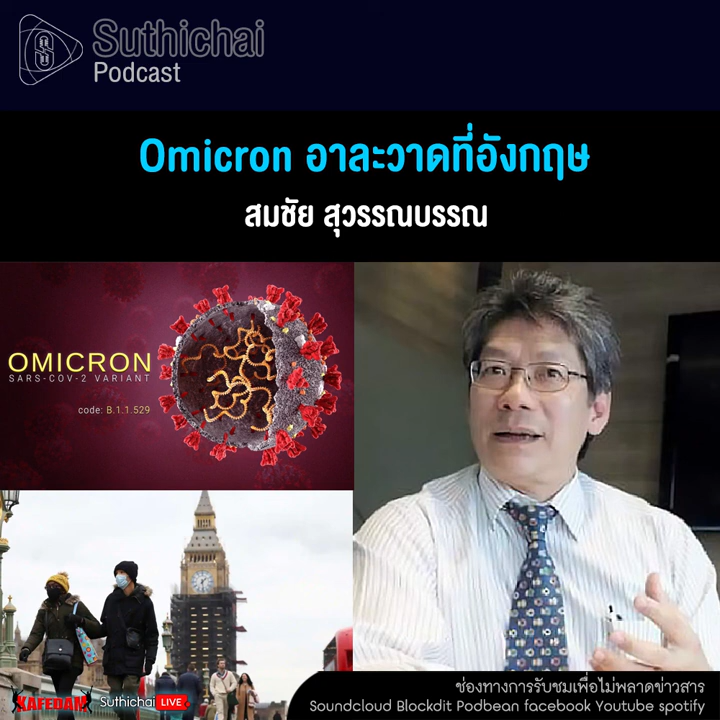 Suthichai
Podcast
Omicron อาละวาดที่อังกฤษ
สมชัย สุวรรณบรรณ
OMICRON
SARS-COV-2 VARIANT
code: B.1.1.529
KAFEDAM
Suthichai LIVE
ช่องทางการรับชมเพื่อไม่พลาดข่าวสาร
Soundcloud Blockdit Podbean facebook Youtube spotify